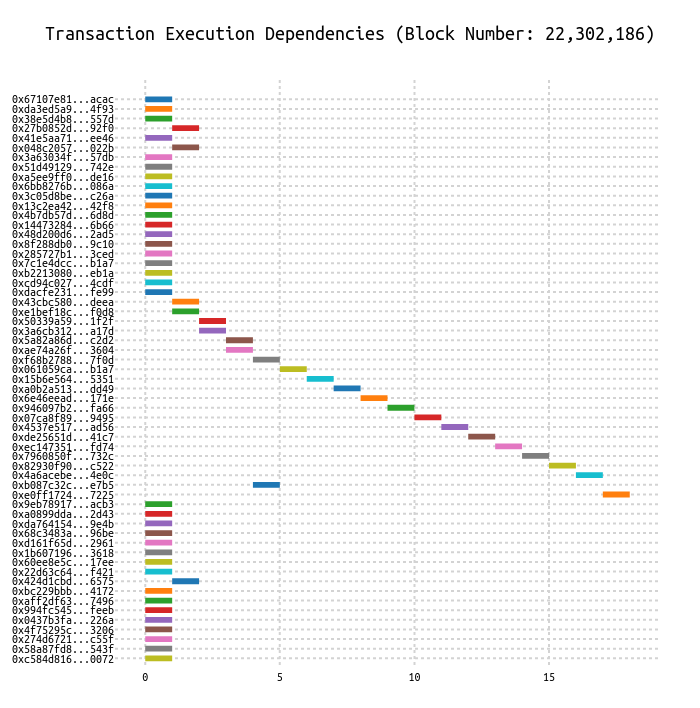 Transaction Execution Dependencies (Block Number: 22,302,186)
0x67107e81...acac
0xda3ed5a9...4f93
0x38e5d4b8...557d
0x27b0852d...92f0
0x41e5aa71...ee46
0x048c2057...022b
0x3a63034f...57db
0x51d49129...742e
0xa5ee9ff0...de16
0x6bb8276b...086a
0x3c05d8be...c26a
0x13c2ea42...42f8
0x4b7db57d...6d8d
0x14473284...6b66
0x48d200d6...2ad5
0x8f288db0...9c10
0x285727b1...3ced
0x7c1e4dcc...b1a7
0xb2213080...eb1a
0xcd94c027...4cdf
0xdacfe231...fe99
0x43cbc580...deea
0xe1bef18c...f0d8
0x50339a59...1f2f
0x3a6cb312...a17d
0x5a82a86d...c2d2
0xae74a26f...3604
0xf68b2788...7f0d
0x061059ca...b1a7
0x15b6e564...5351
0xa0b2a513...dd49
0x6e46eead...171e
0x946097b2...fa66
0x07ca8f89...9495
0x4537e517...ad56
0xde25651d...41c7
0xec147351...fd74
0x7960850f...732c
0x82930f90...c522
0x4a6acebe...4e0c
0xb087c32c...e7b5
0xe0ff1724...7225
0x9eb78917...acb3
0xa0899dda...2d43
0xda764154...9e4b
0x68c3483a...96be
0xd161f65d...2961
0x1b607196...3618
0x60ee8e5c...17ee
0x22d63c64...f421
0x424d1cbd...6575
0xbc229bbb...4172
0xaff2df63...7496
0x994fc545...feeb
0x0437b3fa...226a
0x4f75295c...3206
0x274d6721...c55f
0x58a87fd8...543f
0xc584d816...0072
0 5 10 15